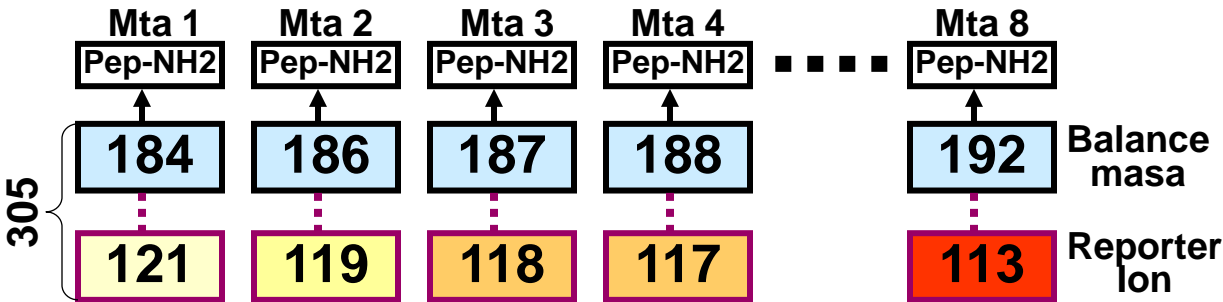 Mta 1 Mta 2 Mta 3 Mta 4 Mta 8
Pep-NH2 Pep-NH2 Pep-NH2 Pep-NH2 Pep-NH2
305
184 186 187 188 192 Balance
masa
121 119 118 117 113 Reporter
Ion